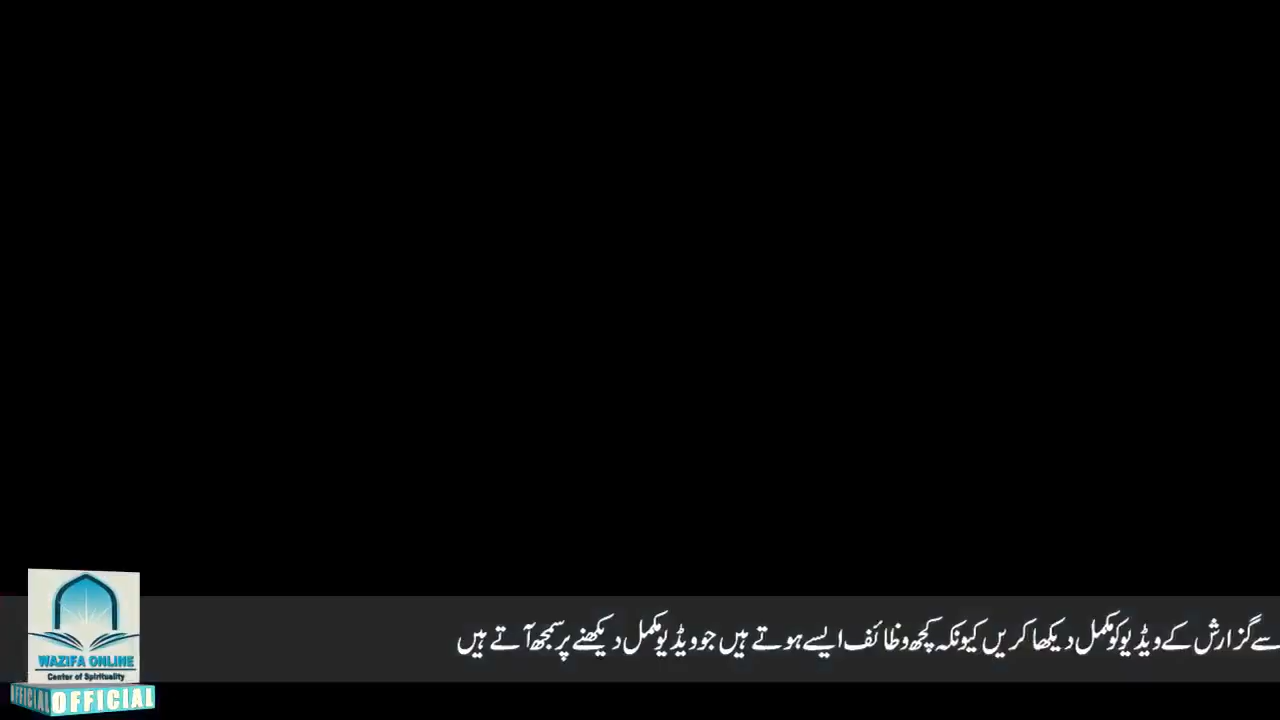 سے گزارش کے ویڈیو کو مکمل دیکھا کریں کیونکہ کچھ وظائف ایسے ہوتے ہیں جو ویڈیو مکمل دیکھنے پر سمجھ آتے ہیں
WAZIFA ONLINE
Center of Spirituality
OFFICIAL OFFICIAL